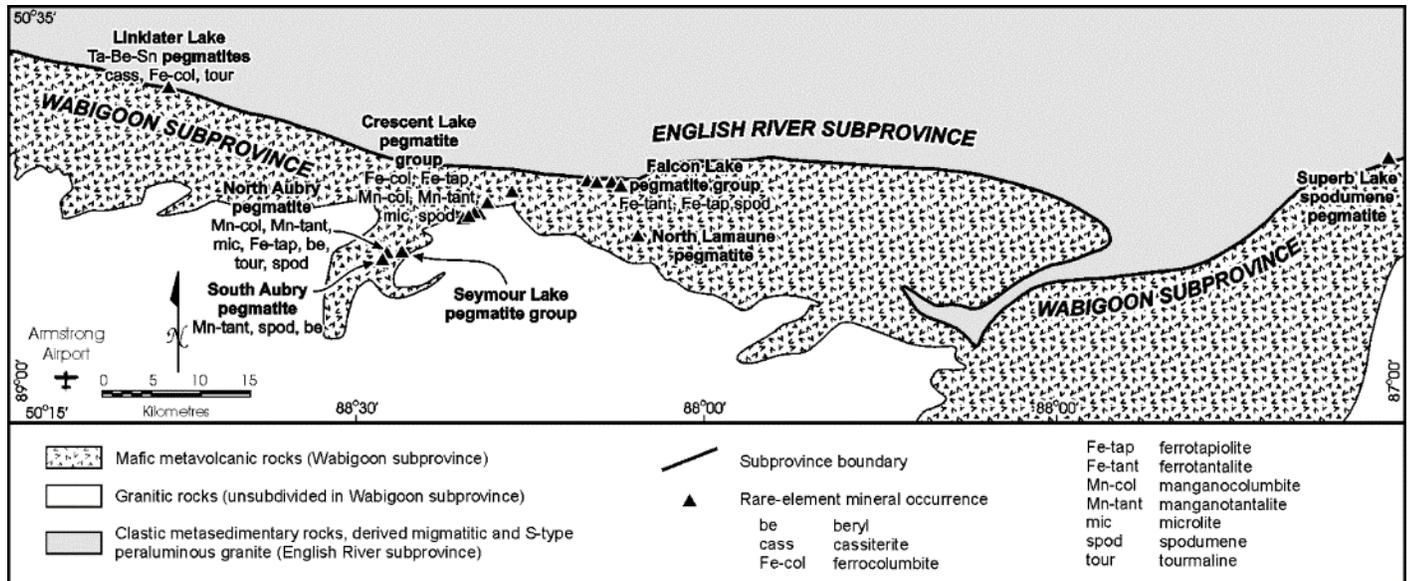 50°35'
Linklater Lake
Ta-Be-Sn pegmatites
cass, Fe-col, tour
WABIGOON SUBPROVINCE
Crescent Lake
pegmatite
group
Fe-col, Fe-tap,
Mn-col, Mn-tant,
mic, spod
ENGLISH RIVER SUBPROVINCE
Falcon Lake
pegmatite group
Fe-tant, Fe-tap,spod
Superb Lake
spodumene
pegmatite
North Aubry
pegmatite
Mn-col, Mn-tant,
mic, Fe-tap, be,
tour, spod
North Lamaune
pegmatite
South Aubry
pegmatite
Mn-tant, spod, be
Seymour Lake
pegmatite group
WABIGOON SUBPROVINCE
Armstrong
Airport
N
0 5 10 15
Kilometres
89°00'
50°15'
88°30'
88°00'
88°00'
87°00'
Mafic metavolcanic rocks (Wabigoon subprovince)
Granitic rocks (unsubdivided in Wabigoon subprovince)
Clastic metasedimentary rocks, derived migmatitic and S-type
peraluminous granite (English River subprovince)
Subprovince boundary
Rare-element mineral occurrence
be beryl
cass cassiterite
Fe-col ferrocolumbite
Fe-tap ferrotapiolite
Fe-tant ferrotantalite
Mn-col manganocolumbite
Mn-tant manganotantalite
mic microlite
spod spodumene
tour tourmaline